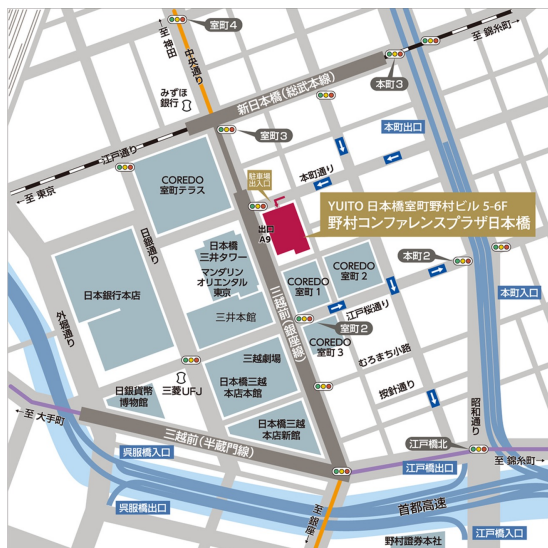 室町4
至 神田
中央通り
みずほ
銀行
至 錦糸町
本町3
新日本橋(総武本線)
室町3
江戸通り
至 東京
本町出口
本町通り
駐車場
出入口
COREDO
室町テラス
YUITO 日本橋室町野村ビル 5-6F
野村コンファレンスプラザ日本橋
出口
A9
日銀通り
日本橋
三井タワー
マンダリン
オリエンタル
東京
COREDO
室町1
COREDO
室町2
本町2
本町入口
日本銀行本店
外堀通り
三井本館
三越前(銀座線)
江戸桜通り
室町2
COREDO
室町3
むろまち小路
三越劇場
日本橋三越
本店本館
三菱UFJ
日銀貨幣
博物館
按針通り
昭和通り
日本橋三越
本店新館
至 大手町
三越前(半蔵門線)
呉服橋入口
江戸橋北
江戸橋出口
至 錦糸町
呉服橋出口
首都高速
至 銀座
江戸橋入口
野村證券本社